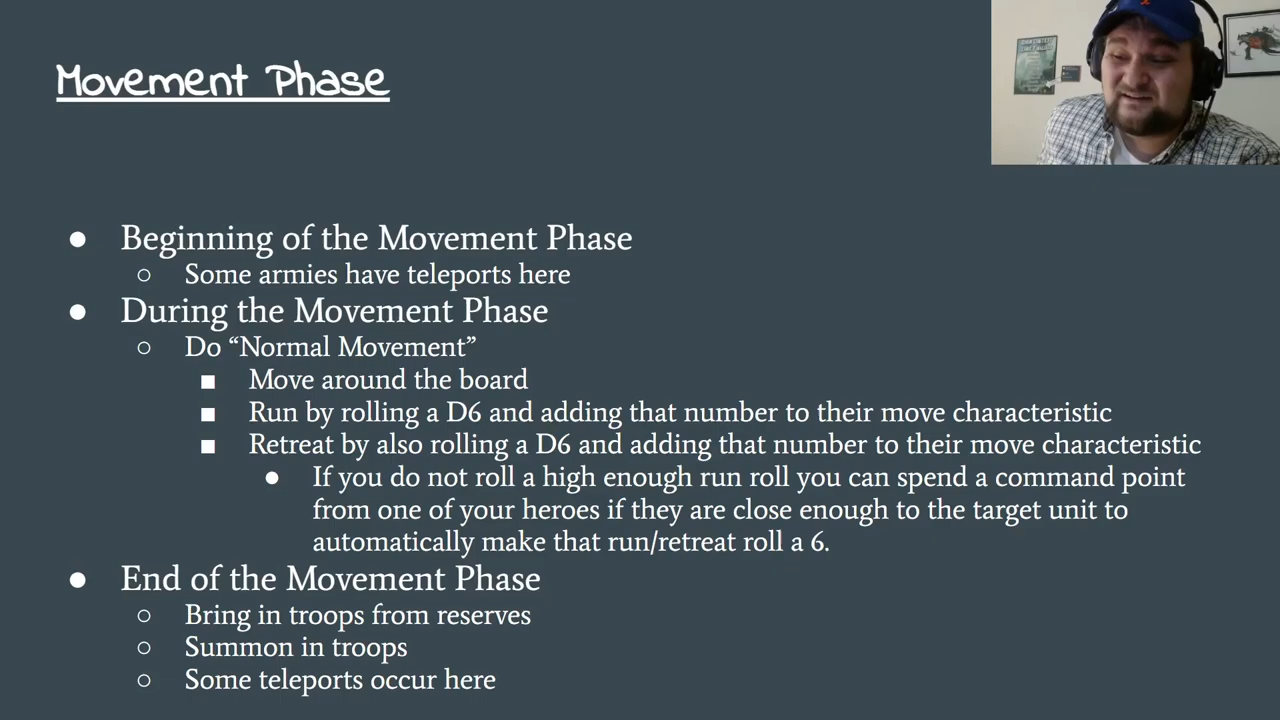 Movement Phase
● Beginning of the Movement Phase
○ Some armies have teleports here
● During the Movement Phase
○ Do “Normal Movement”
■ Move around the board
■ Run by rolling a D6 and adding that number to their move characteristic
■ Retreat by also rolling a D6 and adding that number to their move characteristic
● If you do not roll a high enough run roll you can spend a command point
from one of your heroes if they are close enough to the target unit to
automatically make that run/retreat roll a 6.
● End of the Movement Phase
○ Bring in troops from reserves
○ Summon in troops
○ Some teleports occur here